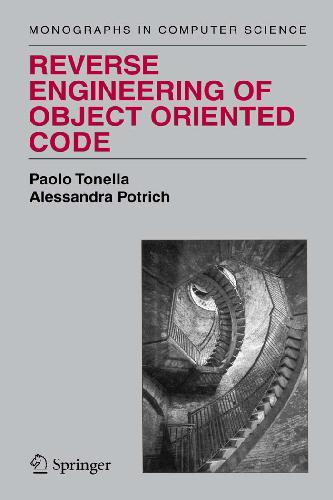 MONOGRAPHS IN COMPUTER SCIENCE
REVERSE
ENGINEERING OF
OBJECT ORIENTED
CODE
Paolo Tonella
Alessandra Potrich
Springer